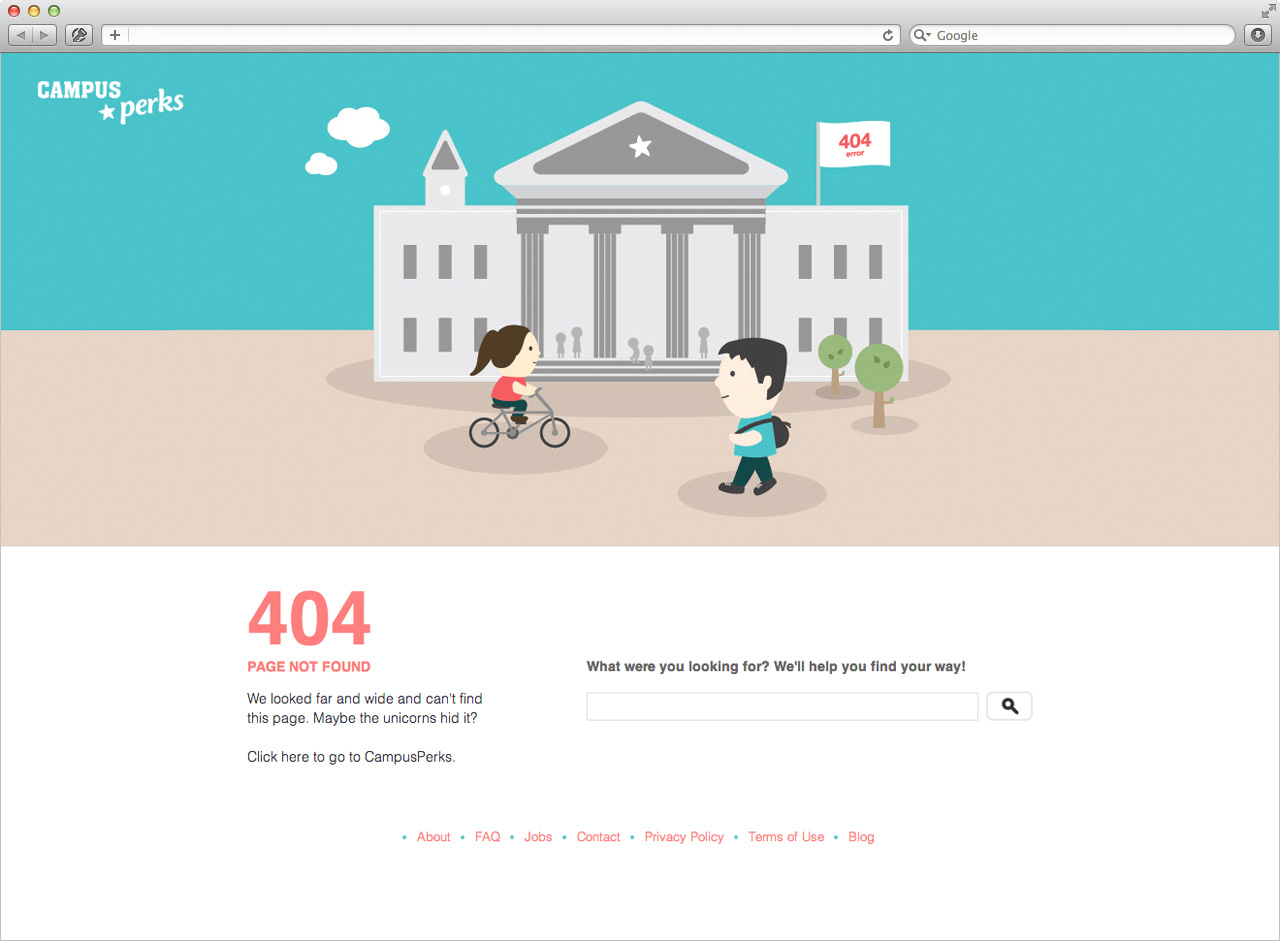 Google
CAMPUS
perks
404
error
404
PAGE NOT FOUND
We looked far and wide and can't find
this page. Maybe the unicorns hid it?
Click here to go to CampusPerks.
What were you looking for? We'll help you find your way!
• About • FAQ • Jobs • Contact • Privacy Policy • Terms of Use • Blog